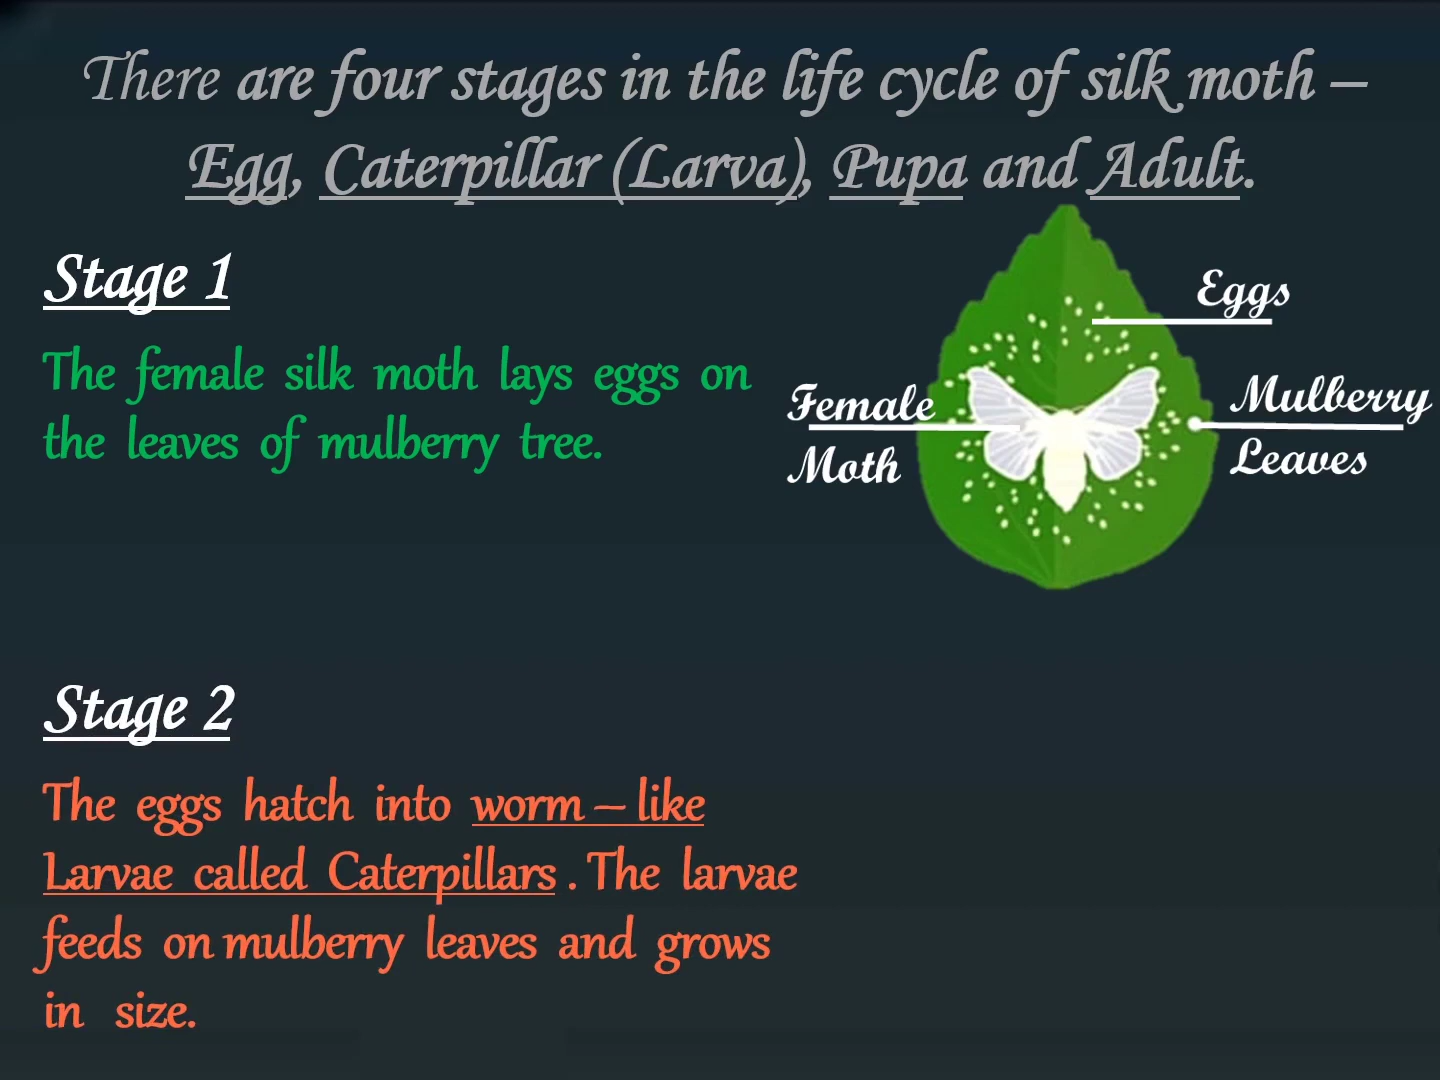 There are four stages in the life cycle of silk moth –
Egg, Caterpillar (Larva), Pupa and Adult.
Stage 1
The female silk moth lays eggs on
the leaves of mulberry tree.
Eggs
Female
Moth
Mulberry
Leaves
Stage 2
The eggs hatch into worm – like
Larvae called Caterpillars . The larvae
feeds on mulberry leaves and grows
in size.